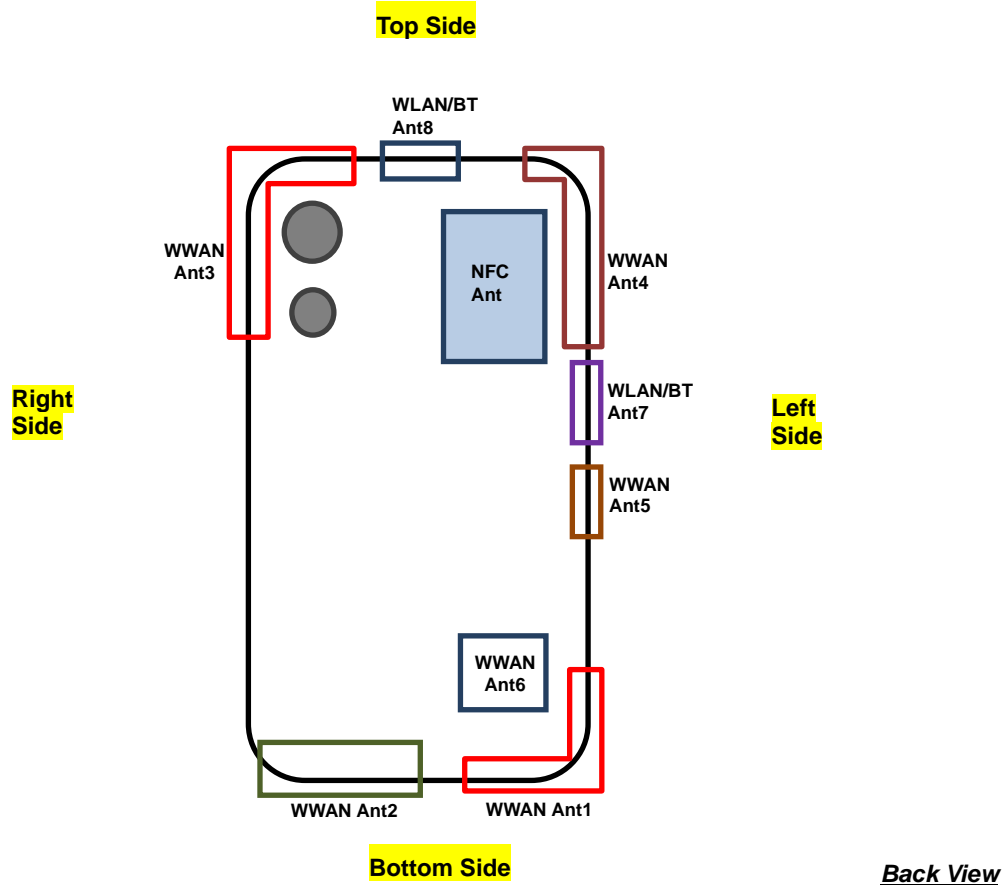 Top Side
WLAN/BT
Ant8
WWAN
Ant3
NFC
Ant
WWAN
Ant4
Right
Side
WLAN/BT
Ant7
Left
Side
WWAN
Ant5
WWAN
Ant6
WWAN Ant2
WWAN Ant1
Bottom Side
Back View